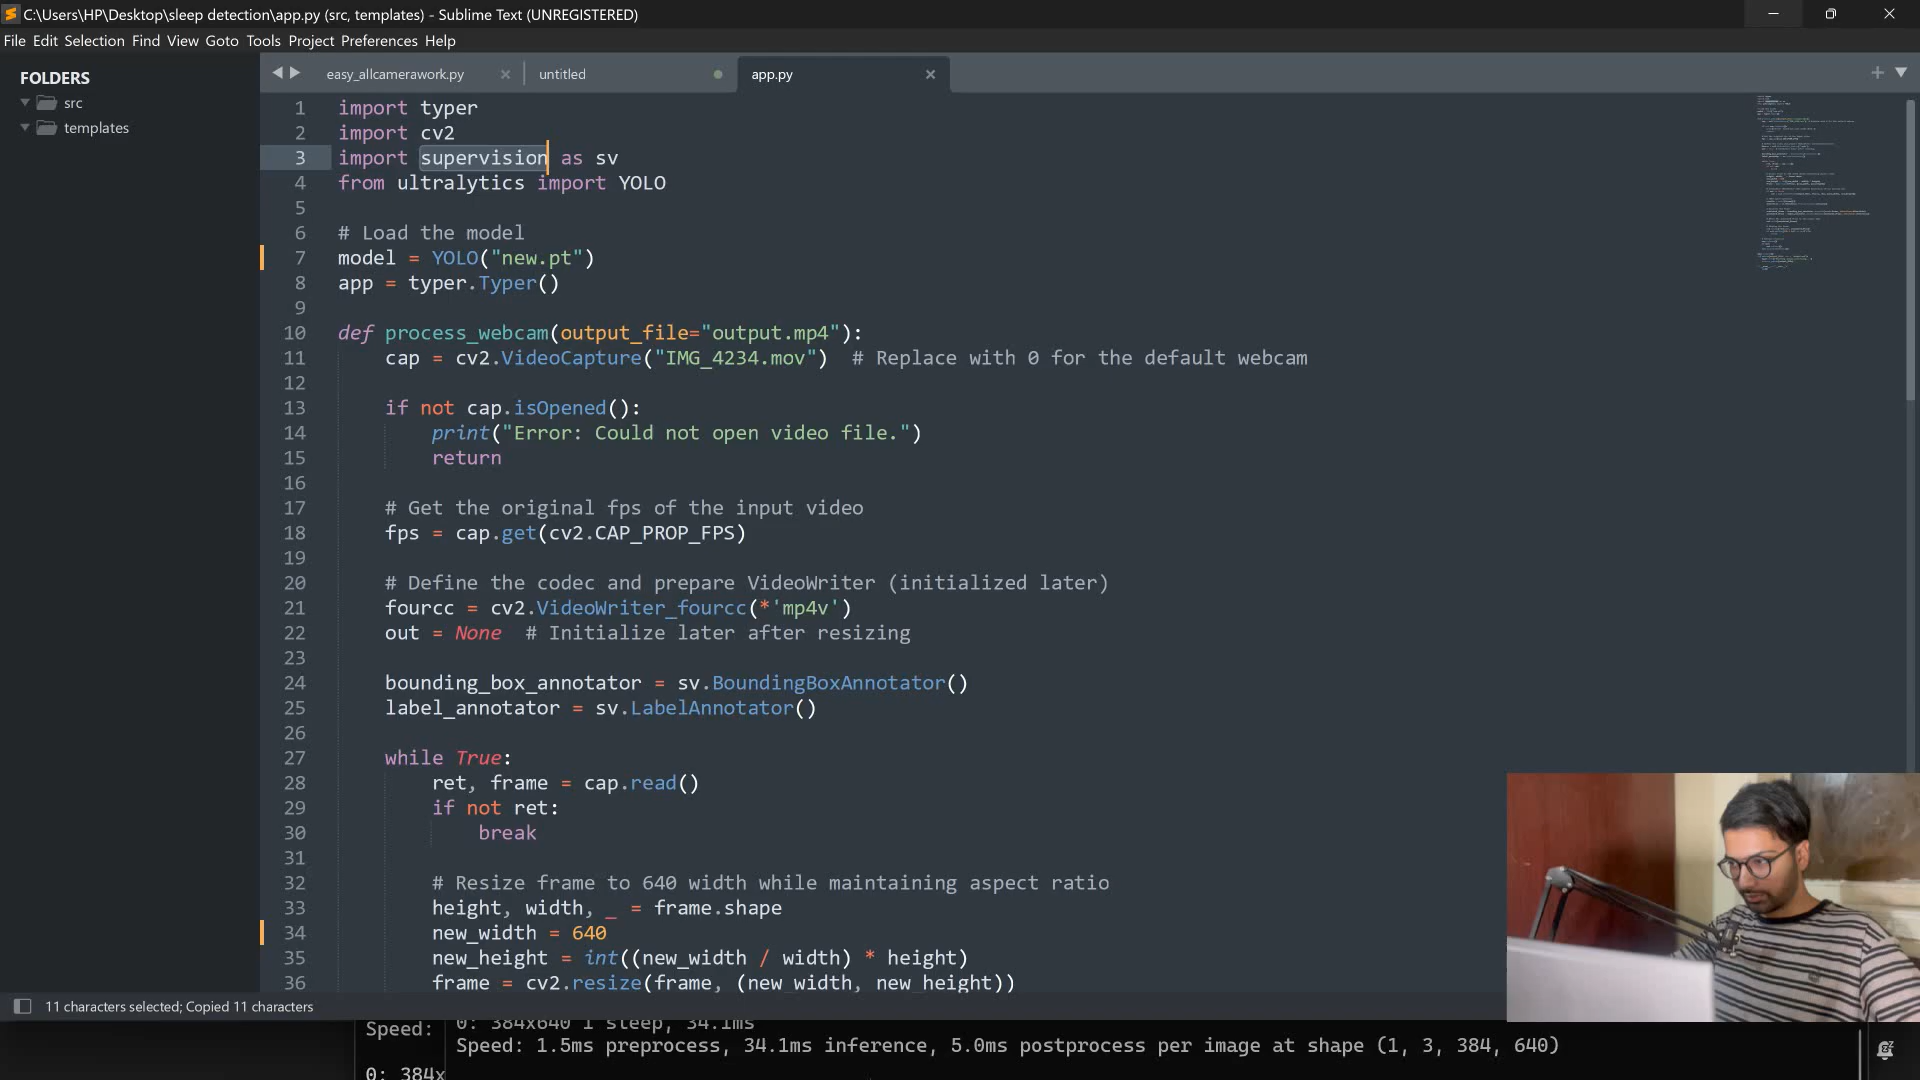 C:\Users\HP\Desktop\sleep detection\app.py (src, templates) - Sublime Text (UNREGISTERED)
File Edit Selection Find View Goto Tools Project Preferences Help
FOLDERS
src
templates
easy_allcamerawork.py
untitled
app.py
1 import typer
2 import cv2
3 import supervision as sv
4 from ultralytics import YOLO
5
6 # Load the model
7 model = YOLO("new.pt")
8 app = typer.Typer()
9
10 def process_webcam(output_file="output.mp4"):
11 cap = cv2.VideoCapture("IMG_4234.mov")  # Replace with 0 for the default webcam
12
13 if not cap.isOpened():
14 print("Error: Could not open video file.")
15 return
16
17 # Get the original fps of the input video
18 fps = cap.get(cv2.CAP_PROP_FPS)
19
20 # Define the codec and prepare VideoWriter (initialized later)
21 fourcc = cv2.VideoWriter_fourcc(*'mp4v')
22 out = None  # Initialize later after resizing
23
24 bounding_box_annotator = sv.BoundingBoxAnnotator()
25 label_annotator = sv.LabelAnnotator()
26
27 while True:
28 ret, frame = cap.read()
29 if not ret:
30 break
31
32 # Resize frame to 640 width while maintaining aspect ratio
33 height, width, _ = frame.shape
34 new_width = 640
35 new_height = int((new_width / width) * height)
36 frame = cv2.resize(frame, (new_width, new_height))
11 characters selected; Copied 11 characters
Speed:
0: 384x640 1 sleep, 34.1ms
Speed: 1.5ms preprocess, 34.1ms inference, 5.0ms postprocess per image at shape (1, 3, 384, 640)
0: 384x